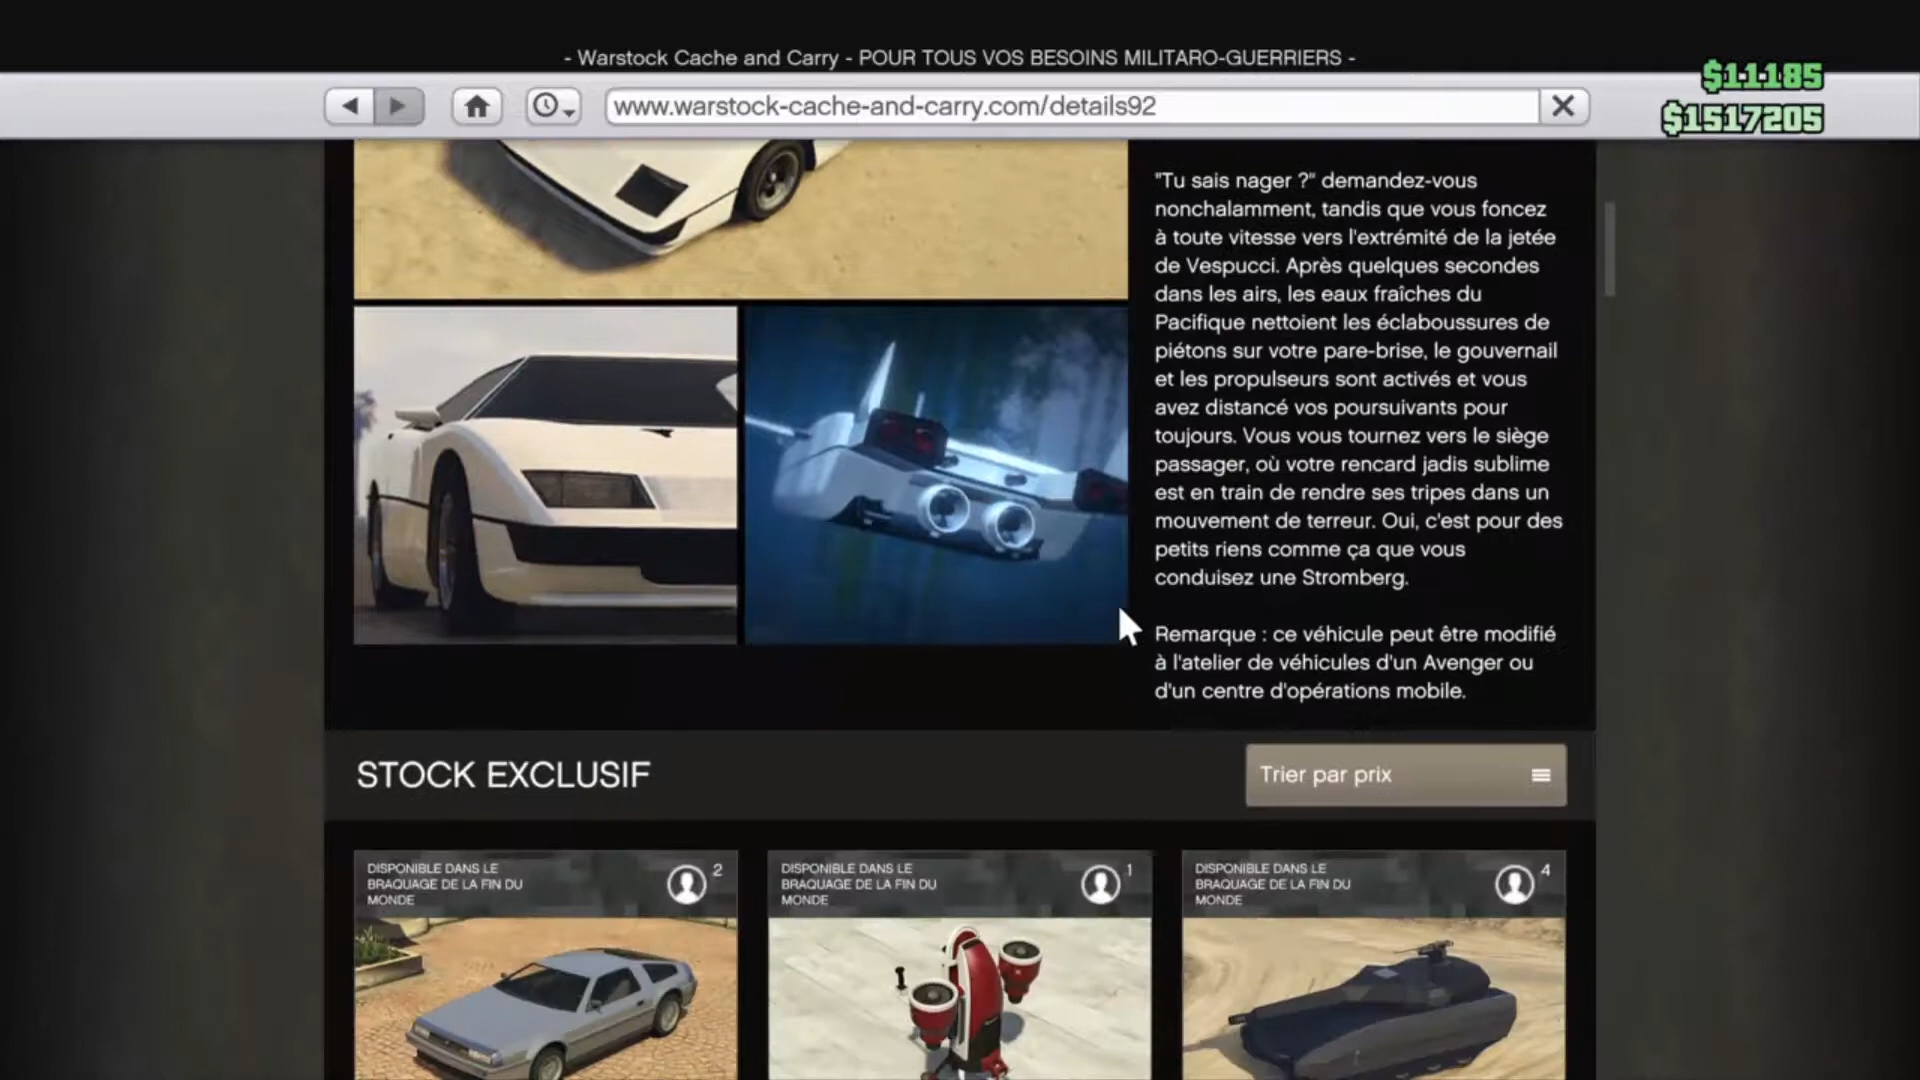 - Warstock Cache and Carry - POUR TOUS VOS BESOINS MILITARO-GUERRIERS -
$11185
www.warstock-cache-and-carry.com/details92
$1517205
"Tu sais nager ?" demandez-vous
nonchalamment, tandis que vous foncez
à toute vitesse vers l'extrémité de la jetée
de Vespucci. Après quelques secondes
dans les airs, les eaux fraîches du
Pacifique nettoient les éclaboussures de
piétons sur votre pare-brise, le gouvernail
et les propulseurs sont activés et vous
avez distancé vos poursuivants pour
toujours. Vous vous tournez vers le siège
passager, où votre rencard jadis sublime
est en train de rendre ses tripes dans un
mouvement de terreur. Oui, c'est pour des
petits riens comme ça que vous
conduisez une Stromberg.
Remarque : ce véhicule peut être modifié
à l'atelier de véhicules d'un Avenger ou
d'un centre d'opérations mobile.
STOCK EXCLUSIF
Trier par prix
DISPONIBLE DANS LE
BRAQUAGE DE LA FIN DU
MONDE
2
DISPONIBLE DANS LE
BRAQUAGE DE LA FIN DU
MONDE
1
DISPONIBLE DANS LE
BRAQUAGE DE LA FIN DU
MONDE
4